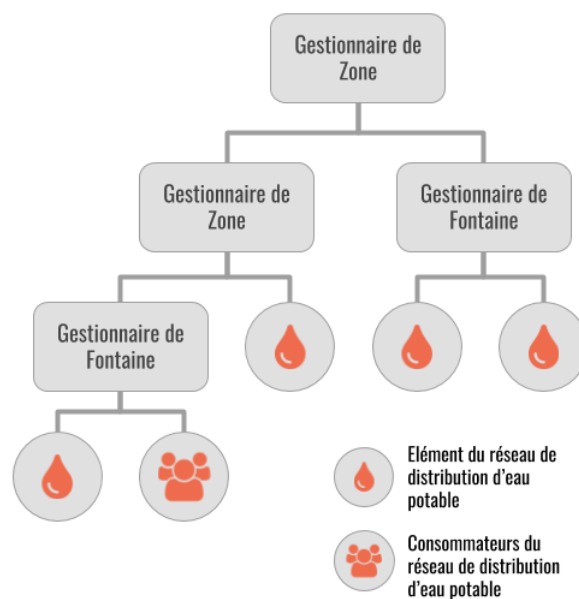 Gestionnaire de
Zone
Gestionnaire de
Zone
Gestionnaire de
Fontaine
Gestionnaire de
Fontaine
Elément du réseau de
distribution d'eau
potable
Consommateurs du
réseau de distribution
d'eau potable